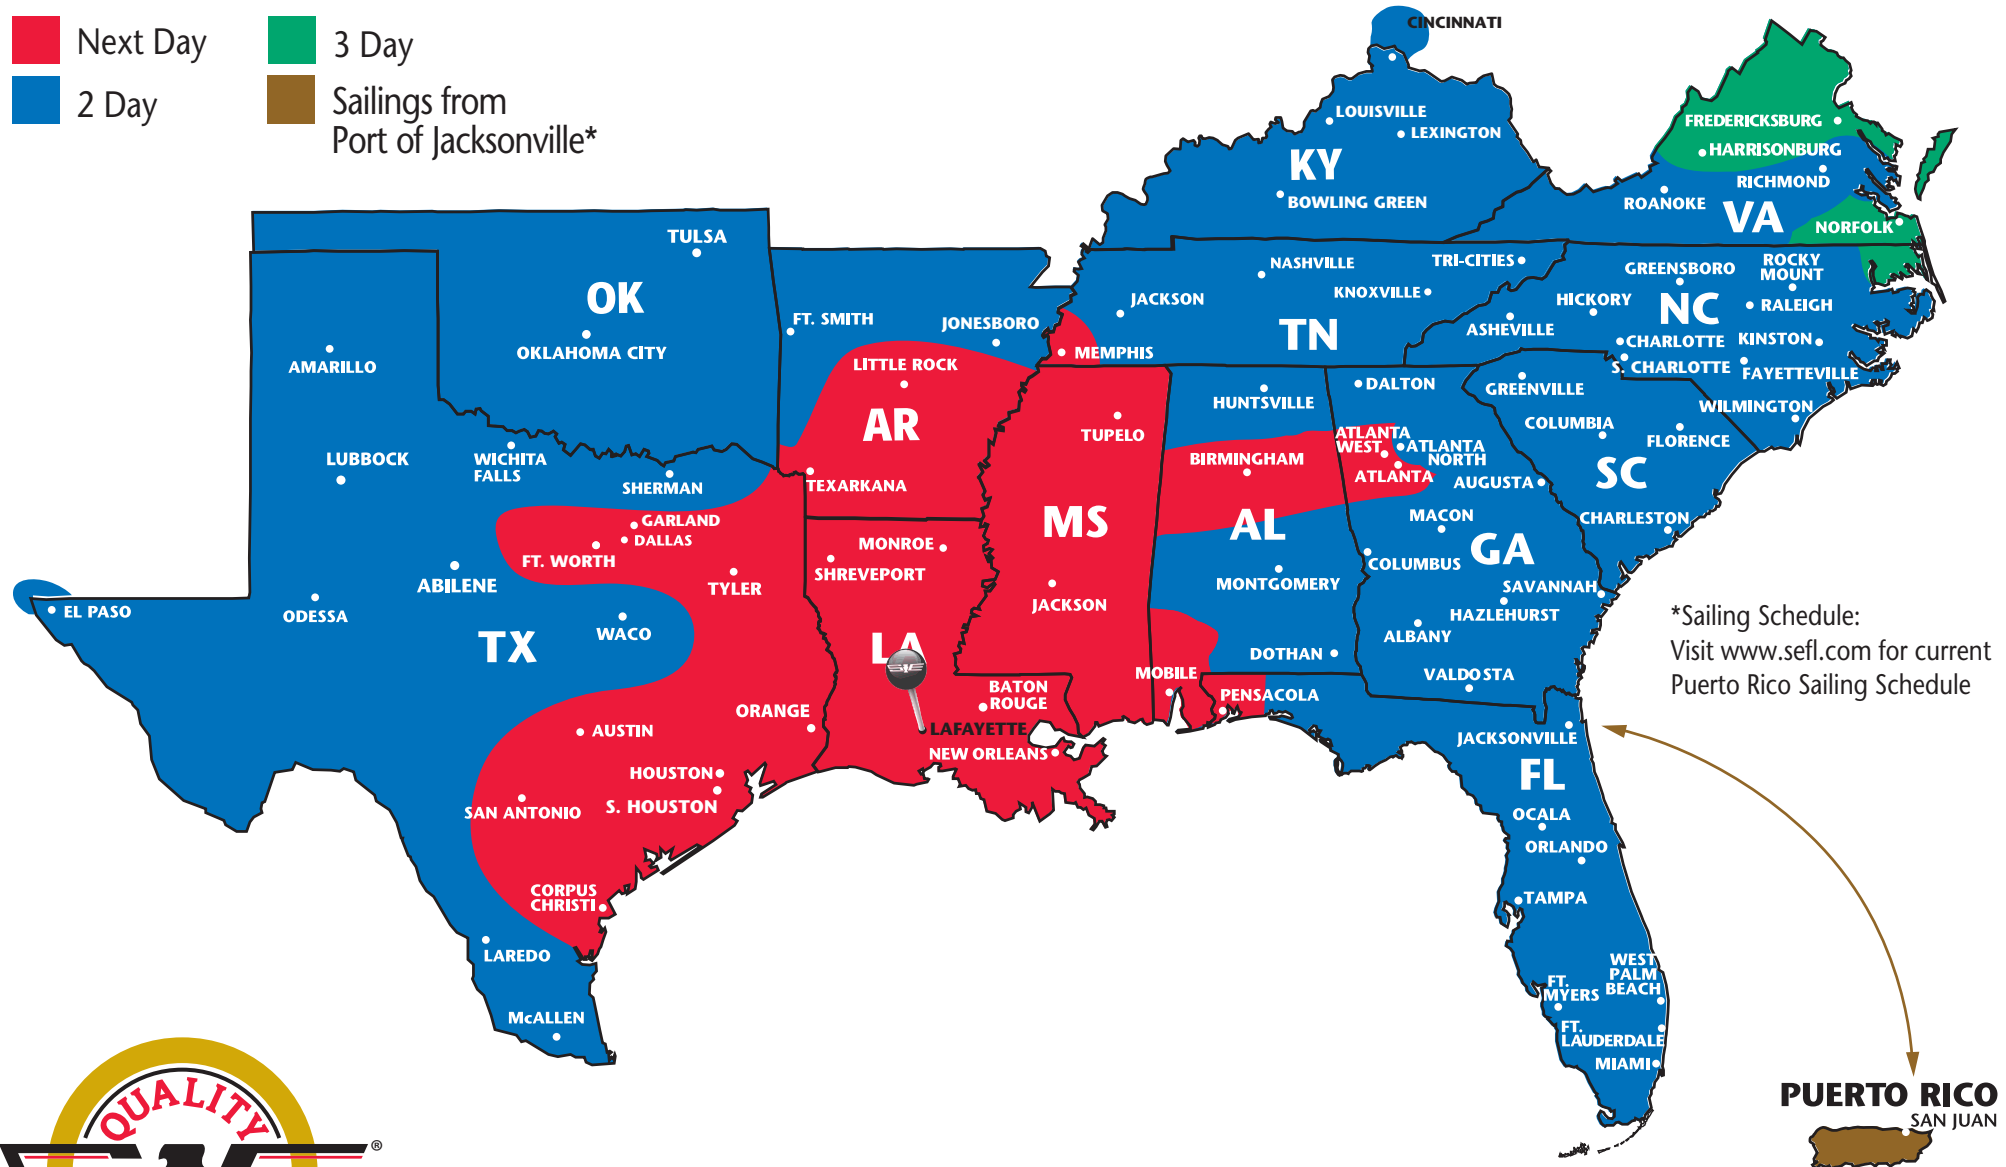 Next Day
3 Day
2 Day
Sailings from
Port of Jacksonville*
CINCINNATI
LOUISVILLE
LEXINGTON
KY
BOWLING GREEN
FREDERICKSBURG
HARRISONBURG
RICHMOND
ROANOKE
VA
NORFOLK
TULSA
OK
OKLAHOMA CITY
AMARILLO
FT. SMITH
JONESBORO
LITTLE ROCK
AR
TEXARKANA
NASHVILLE
TRI-CITIES
KNOXVILLE
JACKSON
TN
MEMPHIS
GREENSBORO
ROCKY
MOUNT
HICKORY
NC
RALEIGH
ASHEVILLE
CHARLOTTE
KINSTON
S. CHARLOTTE
FAYETTEVILLE
WILMINGTON
GREENVILLE
COLUMBIA
FLORENCE
SC
CHARLESTON
LUBBOCK
WICHITA
FALLS
SHERMAN
GARLAND
DALLAS
FT. WORTH
TYLER
ABILENE
EL PASO
ODESSA
TX
WACO
AUSTIN
ORANGE
HOUSTON
S. HOUSTON
SAN ANTONIO
CORPUS
CHRISTI
LAREDO
McALLEN
MONROE
SHREVEPORT
LA
BATON
ROUGE
LAFAYETTE
NEW ORLEANS
TUPELO
MS
JACKSON
HUNTSVILLE
BIRMINGHAM
AL
MONTGOMERY
DOTHAN
MOBILE
PENSACOLA
DALTON
ATLANTA
WEST
ATLANTA
NORTH
ATLANTA
AUGUSTA
MACON
GA
COLUMBUS
SAVANNAH
HAZLEHURST
ALBANY
VALDOSTA
JACKSONVILLE
FL
OCALA
ORLANDO
TAMPA
WEST
PALM
BEACH
FT.
MYERS
FT.
LAUDERDALE
MIAMI
*Sailing Schedule:
Visit www.sefl.com for current
Puerto Rico Sailing Schedule
PUERTO RICO
SAN JUAN
QUALITY
®